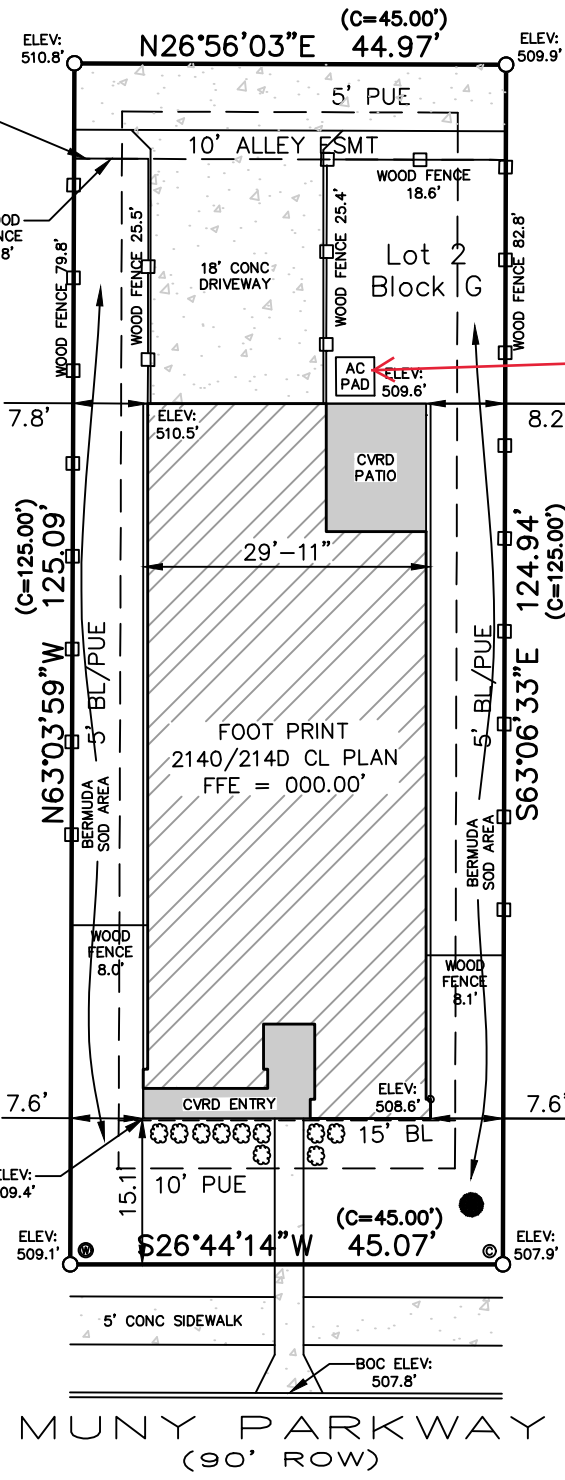 (C=45.00')
N26°56'03"E 44.97'
ELEV:
510.8'
ELEV:
509.9'
5' PUE
10' ALLEY ESMT
WOOD FENCE
18.6'
8'
WOOD FENCE 79.8'
WOOD FENCE 25.5'
18' CONC
DRIVEWAY
WOOD FENCE 25.4'
Lot 2
Block G
WOOD FENCE 82.8'
AC
PAD
ELEV:
509.6'
7.8'
ELEV:
510.5'
8.2
CVRD
PATIO
29'-11"
N63°03'59"W 125.09'
(C=125.00')
5' BL/PUE
S63°06'33"E 124.94'
(C=125.00')
5' BL/PUE
FOOT PRINT
2140/214D CL PLAN
FFE = 000.00'
BERMUDA
SOD AREA
BERMUDA
SOD AREA
WOOD
FENCE
8.0'
WOOD
FENCE
8.1'
7.6'
CVRD ENTRY
ELEV:
508.6'
7.6'
15' BL
ELEV:
09.4'
15.1'
10' PUE
ELEV:
509.1'
W
(C=45.00')
S26°44'14"W 45.07'
C
ELEV:
507.9'
5' CONC SIDEWALK
BOC ELEV:
507.8'
MUNY PARKWAY
(90' ROW)